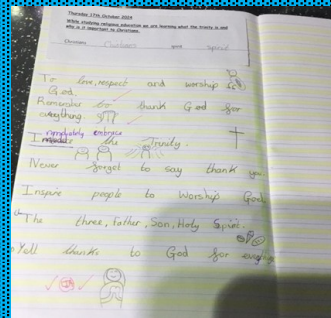 Thursday 17th October 2024
While studying religious education we are learning what the trinity is and
why it is important to Christians.
Christians
To love, respect and worship
God.
Remember to thank God for
everything.
completely embrace
the Trinity.
Never forget to say thank you.
Inspire people to Worship God.
The three, Father, Son, Holy Spirit.
Yell thanks to God for